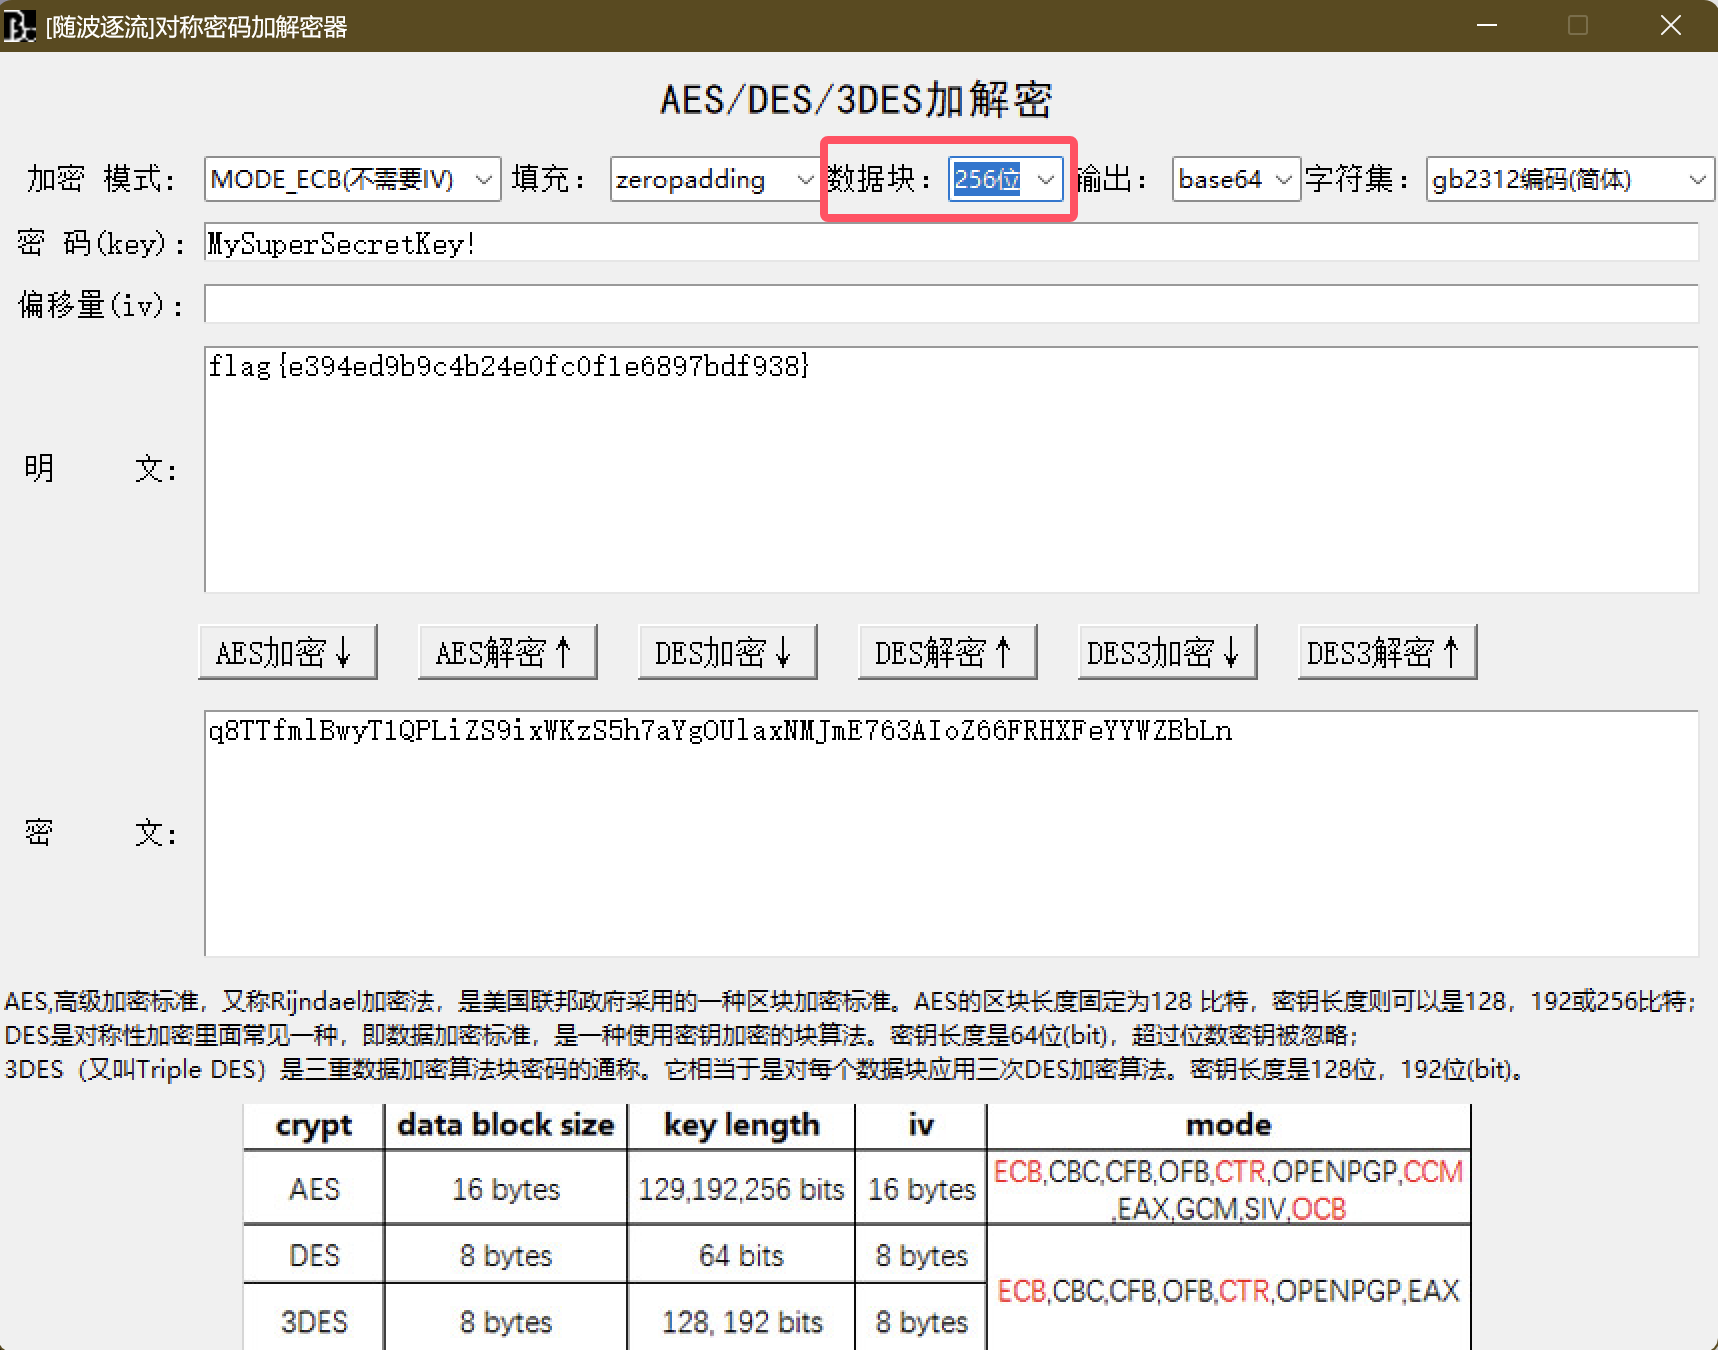 [随波逐流]对称密码加解密器
AES/DES/3DES加解密
加密 模式： MODE_ECB(不需要IV) 填充： zeropadding 数据块： 256位 输出： base64 字符集： gb2312编码(简体)
密 码(key)： MySuperSecretKey!
偏移量(iv)：
明 文： flag{e394ed9b9c4b24e0fc0f1e6897bdf938}
AES加密↓ AES解密↑ DES加密↓ DES解密↑ DES3加密↓ DES3解密↑
密 文： q8TTfmlBwyT1QPLiZS9ixWKzS5h7aYgOUlaxNMJmE763AIoZ66FRHXFeYYWZBbLn
AES,高级加密标准，又称Rijndael加密法，是美国联邦政府采用的一种区块加密标准。AES的区块长度固定为128 比特，密钥长度则可以是128，192或256比特；
DES是对称性加密里面常见一种，即数据加密标准，是一种使用密钥加密的块算法。密钥长度是64位(bit)，超过位数密钥被忽略；
3DES（又叫Triple DES）是三重数据加密算法块密码的通称。它相当于是对每个数据块应用三次DES加密算法。密钥长度是128位，192位(bit)。
crypt data block size key length iv mode
AES 16 bytes 129,192,256 bits 16 bytes ECB,CBC,CFB,OFB,CTR,OPENPGP,CCM
,EAX,GCM,SIV,OCB
DES 8 bytes 64 bits 8 bytes
ECB,CBC,CFB,OFB,CTR,OPENPGP,EAX
3DES 8 bytes 128, 192 bits 8 bytes